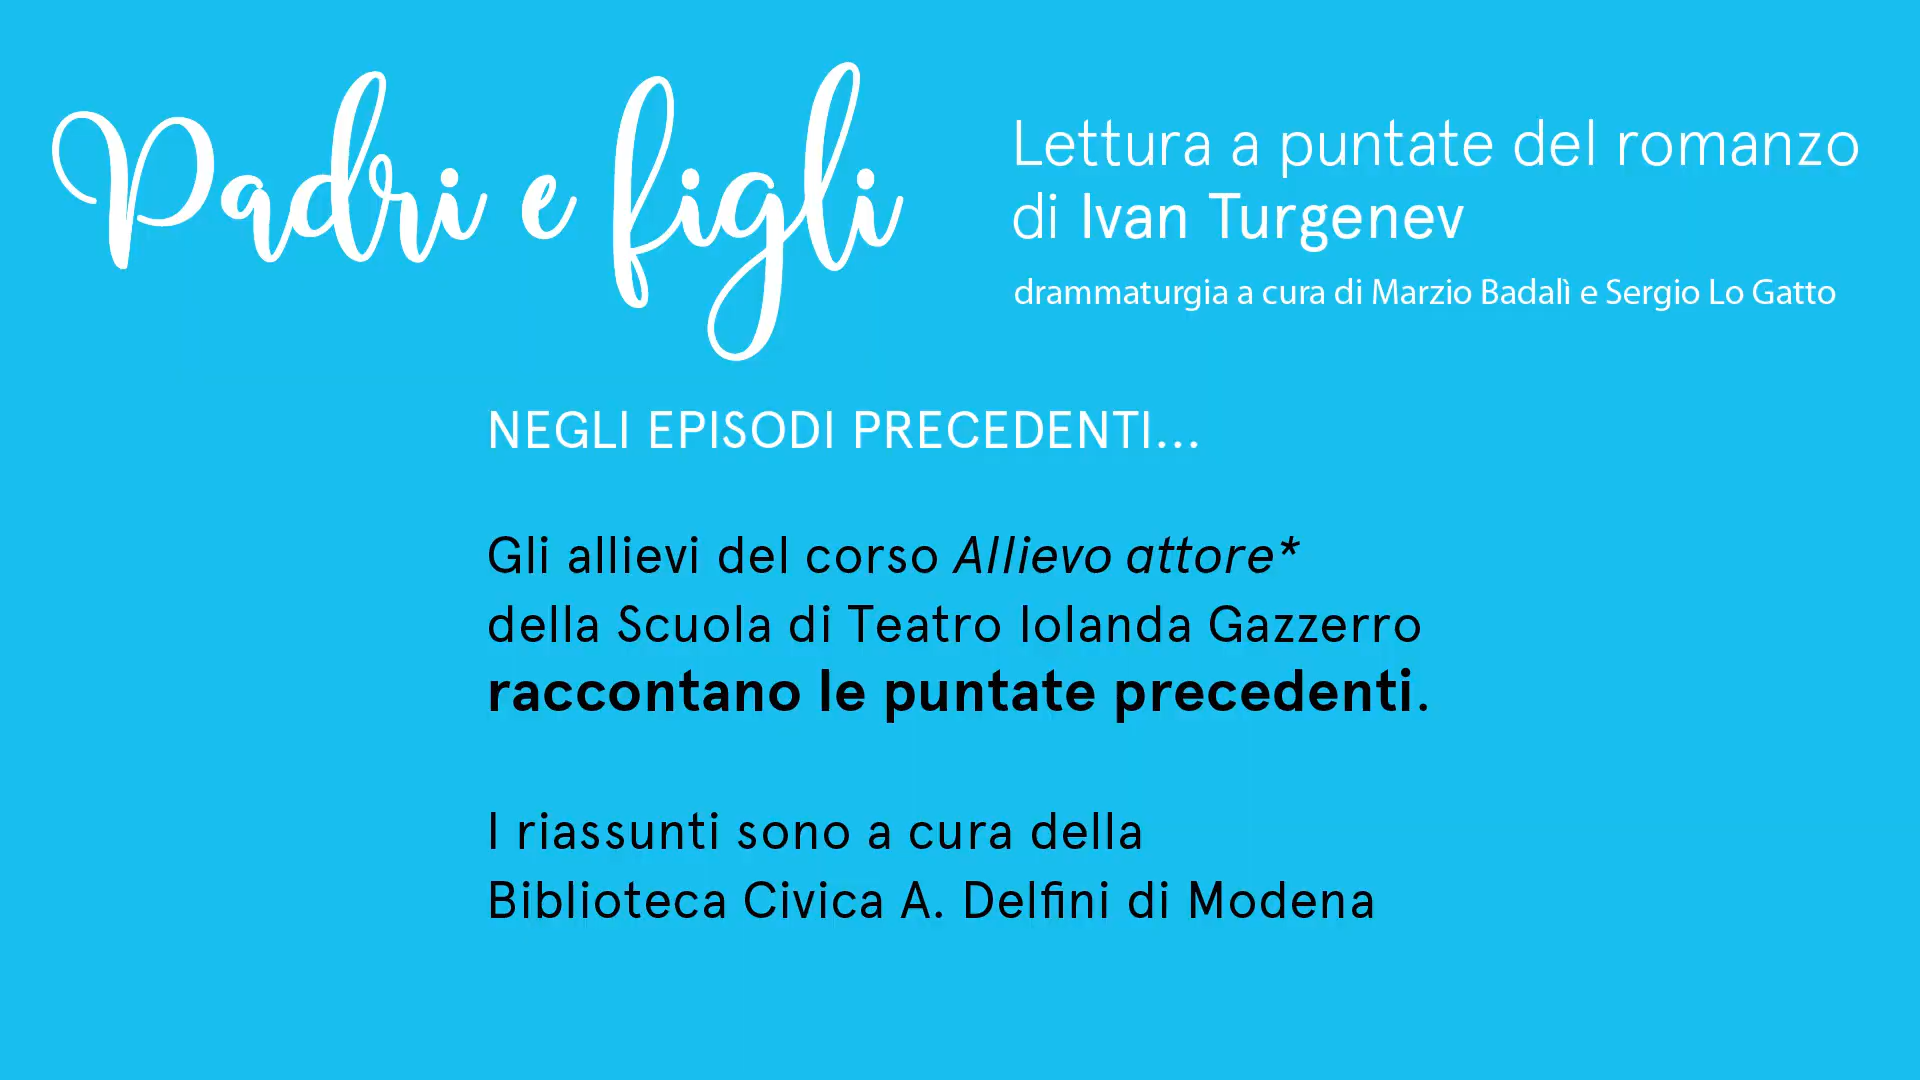 Padri e figli
Lettura a puntate del romanzo
di Ivan Turgenev
drammaturgia a cura di Marzio Badalì e Sergio Lo Gatto
NEGLI EPISODI PRECEDENTI...
Gli allievi del corso Allievo attore*
della Scuola di Teatro Iolanda Gazzerro
raccontano le puntate precedenti.
I riassunti sono a cura della
Biblioteca Civica A. Delfini di Modena